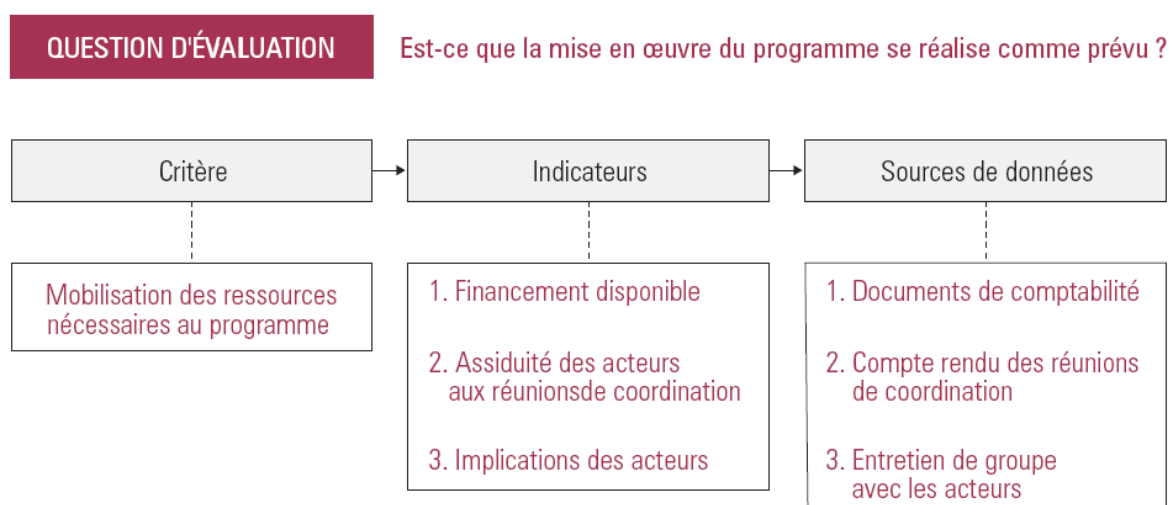 QUESTION D'ÉVALUATION
Est-ce que la mise en œuvre du programme se réalise comme prévu ?
Critère
Indicateurs
Sources de données
Mobilisation des ressources
nécessaires au programme
1. Financement disponible
2. Assiduité des acteurs
aux réunionsde coordination
3. Implications des acteurs
1. Documents de comptabilité
2. Compte rendu des réunions
de coordination
3. Entretien de groupe
avec les acteurs